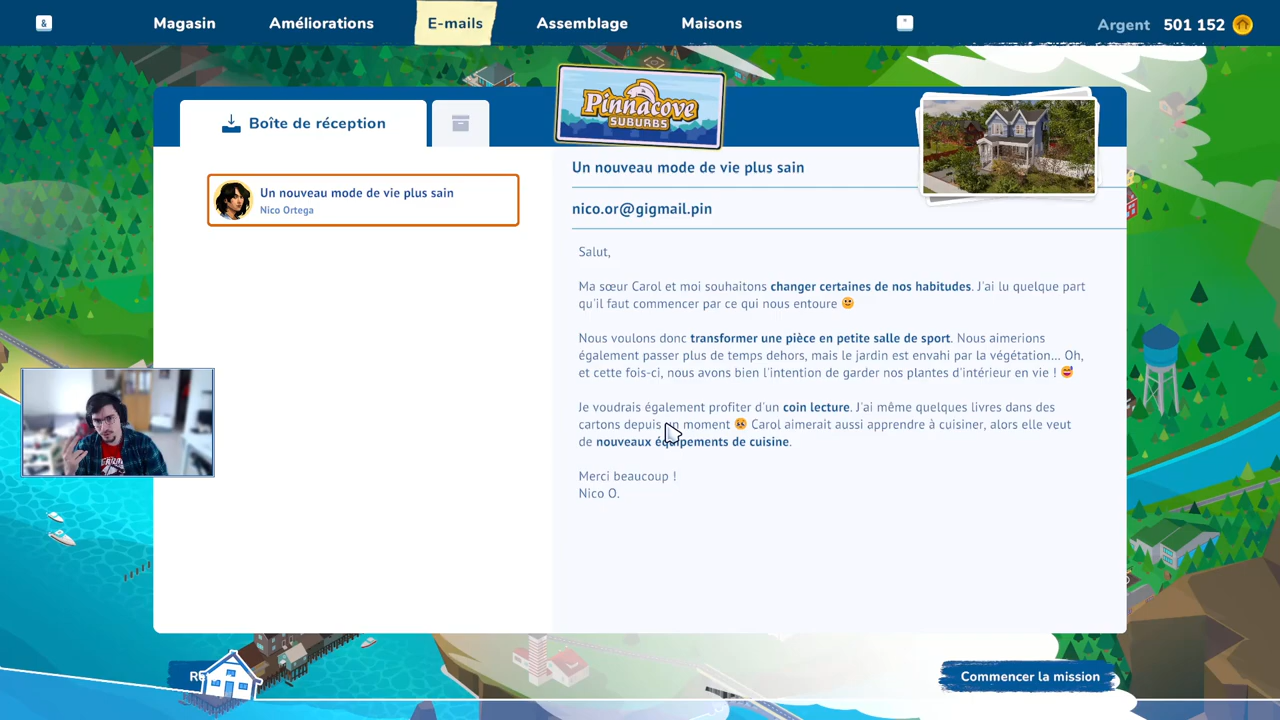 &
Magasin
Améliorations
E-mails
Assemblage
Maisons
"
Argent 501 152
Boîte de réception
Pinnacove
SUBURBS
Un nouveau mode de vie plus sain
Nico Ortega
Un nouveau mode de vie plus sain
nico.or@gigmail.pin
Salut,
Ma sœur Carol et moi souhaitons changer certaines de nos habitudes. J'ai lu quelque part
qu'il faut commencer par ce qui nous entoure
Nous voulons donc transformer une pièce en petite salle de sport. Nous aimerions
également passer plus de temps dehors, mais le jardin est envahi par la végétation... Oh,
et cette fois-ci, nous avons bien l'intention de garder nos plantes d'intérieur en vie !
Je voudrais également profiter d'un coin lecture. J'ai même quelques livres dans des
cartons depuis un moment Carol aimerait aussi apprendre à cuisiner, alors elle veut
de nouveaux équipements de cuisine.
Merci beaucoup !
Nico O.
Commencer la mission